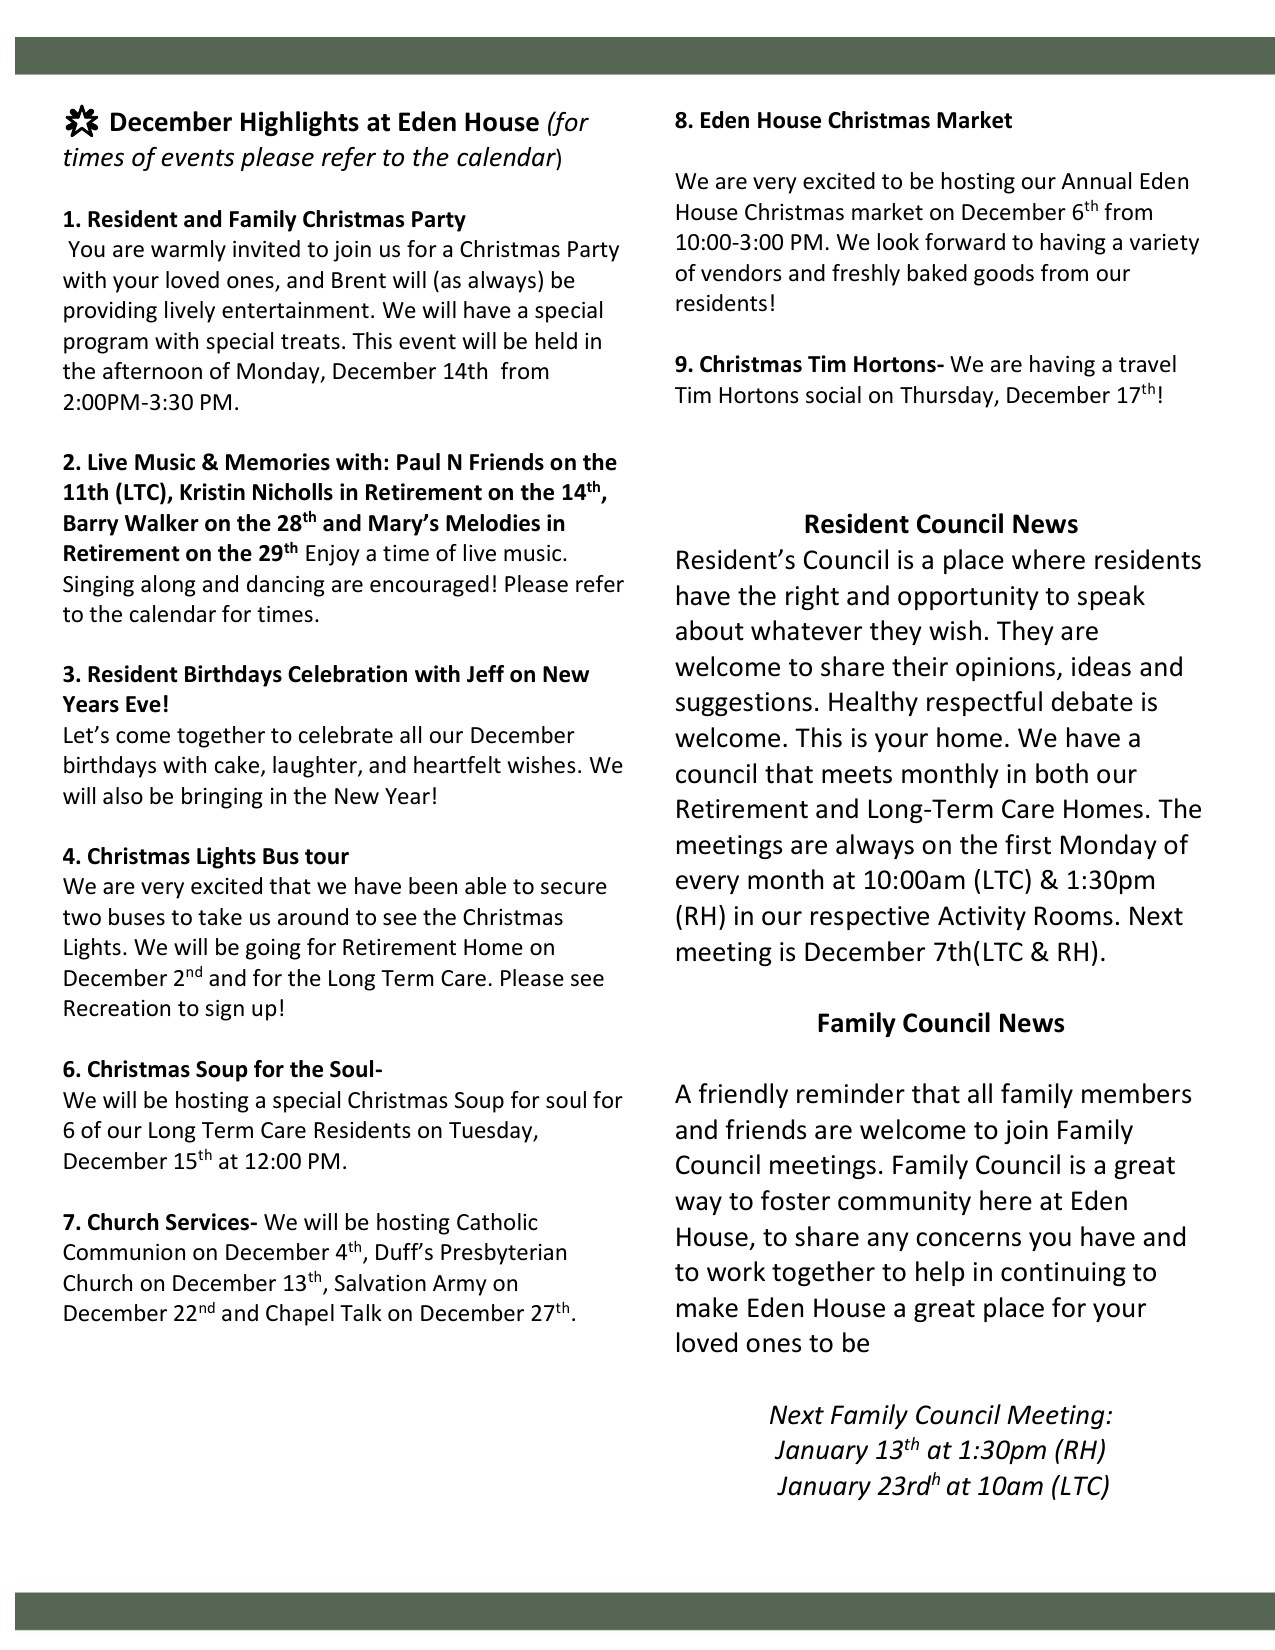 December Highlights at Eden House (for
times of events please refer to the calendar)
1. Resident and Family Christmas Party
You are warmly invited to join us for a Christmas Party
with your loved ones, and Brent will (as always) be
providing lively entertainment. We will have a special
program with special treats. This event will be held in
the afternoon of Monday, December 14th from
2:00PM-3:30 PM.
2. Live Music & Memories with: Paul N Friends on the
11th (LTC), Kristin Nicholls in Retirement on the 14th,
Barry Walker on the 28th and Mary’s Melodies in
Retirement on the 29th Enjoy a time of live music.
Singing along and dancing are encouraged! Please refer
to the calendar for times.
3. Resident Birthdays Celebration with Jeff on New
Years Eve!
Let’s come together to celebrate all our December
birthdays with cake, laughter, and heartfelt wishes. We
will also be bringing in the New Year!
4. Christmas Lights Bus tour
We are very excited that we have been able to secure
two buses to take us around to see the Christmas
Lights. We will be going for Retirement Home on
December 2nd and for the Long Term Care. Please see
Recreation to sign up!
6. Christmas Soup for the Soul-
We will be hosting a special Christmas Soup for soul for
6 of our Long Term Care Residents on Tuesday,
December 15th at 12:00 PM.
7. Church Services- We will be hosting Catholic
Communion on December 4th, Duff’s Presbyterian
Church on December 13th, Salvation Army on
December 22nd and Chapel Talk on December 27th.
8. Eden House Christmas Market
We are very excited to be hosting our Annual Eden
House Christmas market on December 6th from
10:00-3:00 PM. We look forward to having a variety
of vendors and freshly baked goods from our
residents!
9. Christmas Tim Hortons- We are having a travel
Tim Hortons social on Thursday, December 17th!
Resident Council News
Resident’s Council is a place where residents
have the right and opportunity to speak
about whatever they wish. They are
welcome to share their opinions, ideas and
suggestions. Healthy respectful debate is
welcome. This is your home. We have a
council that meets monthly in both our
Retirement and Long-Term Care Homes. The
meetings are always on the first Monday of
every month at 10:00am (LTC) & 1:30pm
(RH) in our respective Activity Rooms. Next
meeting is December 7th(LTC & RH).
Family Council News
A friendly reminder that all family members
and friends are welcome to join Family
Council meetings. Family Council is a great
way to foster community here at Eden
House, to share any concerns you have and
to work together to help in continuing to
make Eden House a great place for your
loved ones to be
Next Family Council Meeting:
January 13th at 1:30pm (RH)
January 23rdh at 10am (LTC)